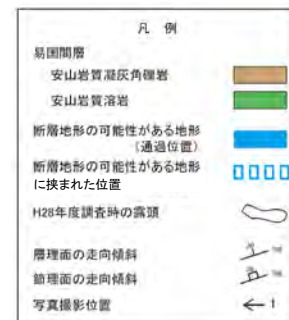 凡 例
易国間層
安山岩質凝灰角礫岩
安山岩質溶岩
断層地形の可能性がある地形
(通過位置)
断層地形の可能性がある地形
に挟まれた位置
H28年度調査時の露頭
層理面の走向傾斜
節理面の走向傾斜
写真撮影位置
1